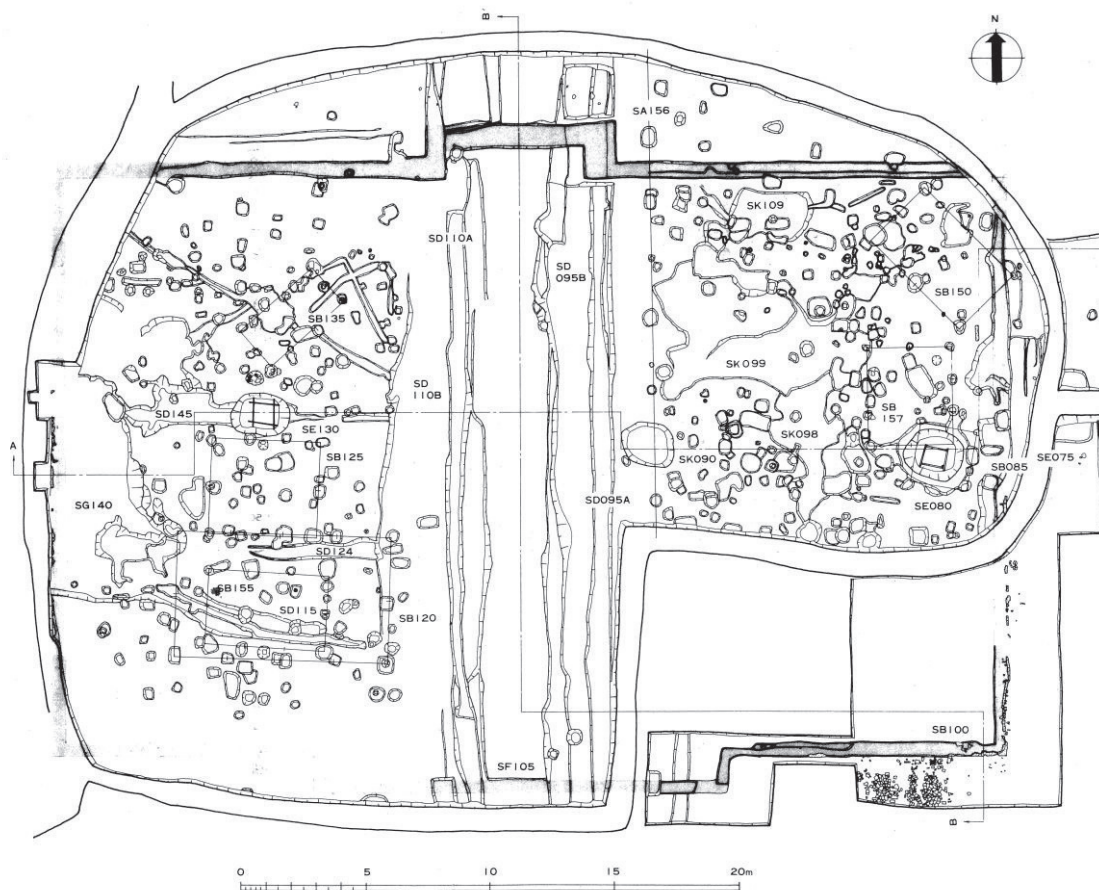 B
N
SA156
SK109
SD110A
SD
095B
SB150
SB135
SK099
SD
110B
SB
157
SD145
SE130
SB125
SK098
A
SK090
SB085
SE075
SE080
SG140
SD095A
SD124
SB155
SD115
SB120
SB100
SF105
B
0 5 10 15 20m